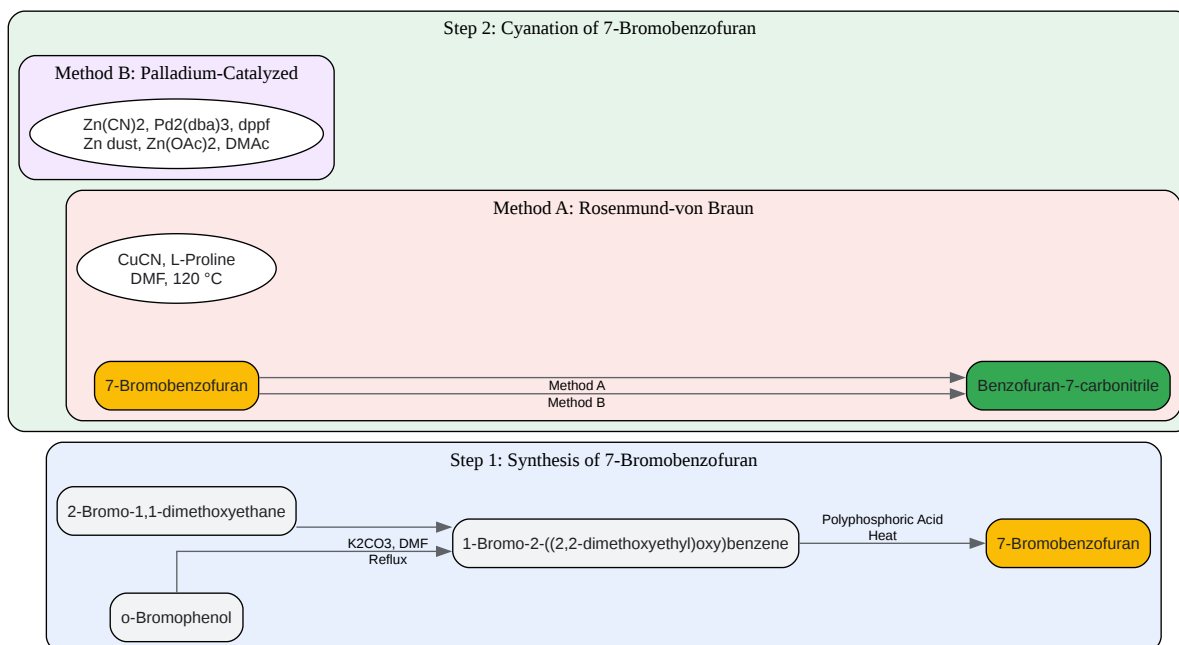 Step 2: Cyanation of 7-Bromobenzofuran
Method B: Palladium-Catalyzed
Zn(CN)2, Pd2(dba)3, dppf
Zn dust, Zn(OAc)2, DMAc
Method A: Rosenmund-von Braun
CuCN, L-Proline
DMF, 120 °C
7-Bromobenzofuran
Method A
Method B
Benzofuran-7-carbonitrile
Step 1: Synthesis of 7-Bromobenzofuran
2-Bromo-1,1-dimethoxyethane
o-Bromophenol
K2CO3, DMF
Reflux
1-Bromo-2-((2,2-dimethoxyethyl)oxy)benzene
Polyphosphoric Acid
Heat
7-Bromobenzofuran